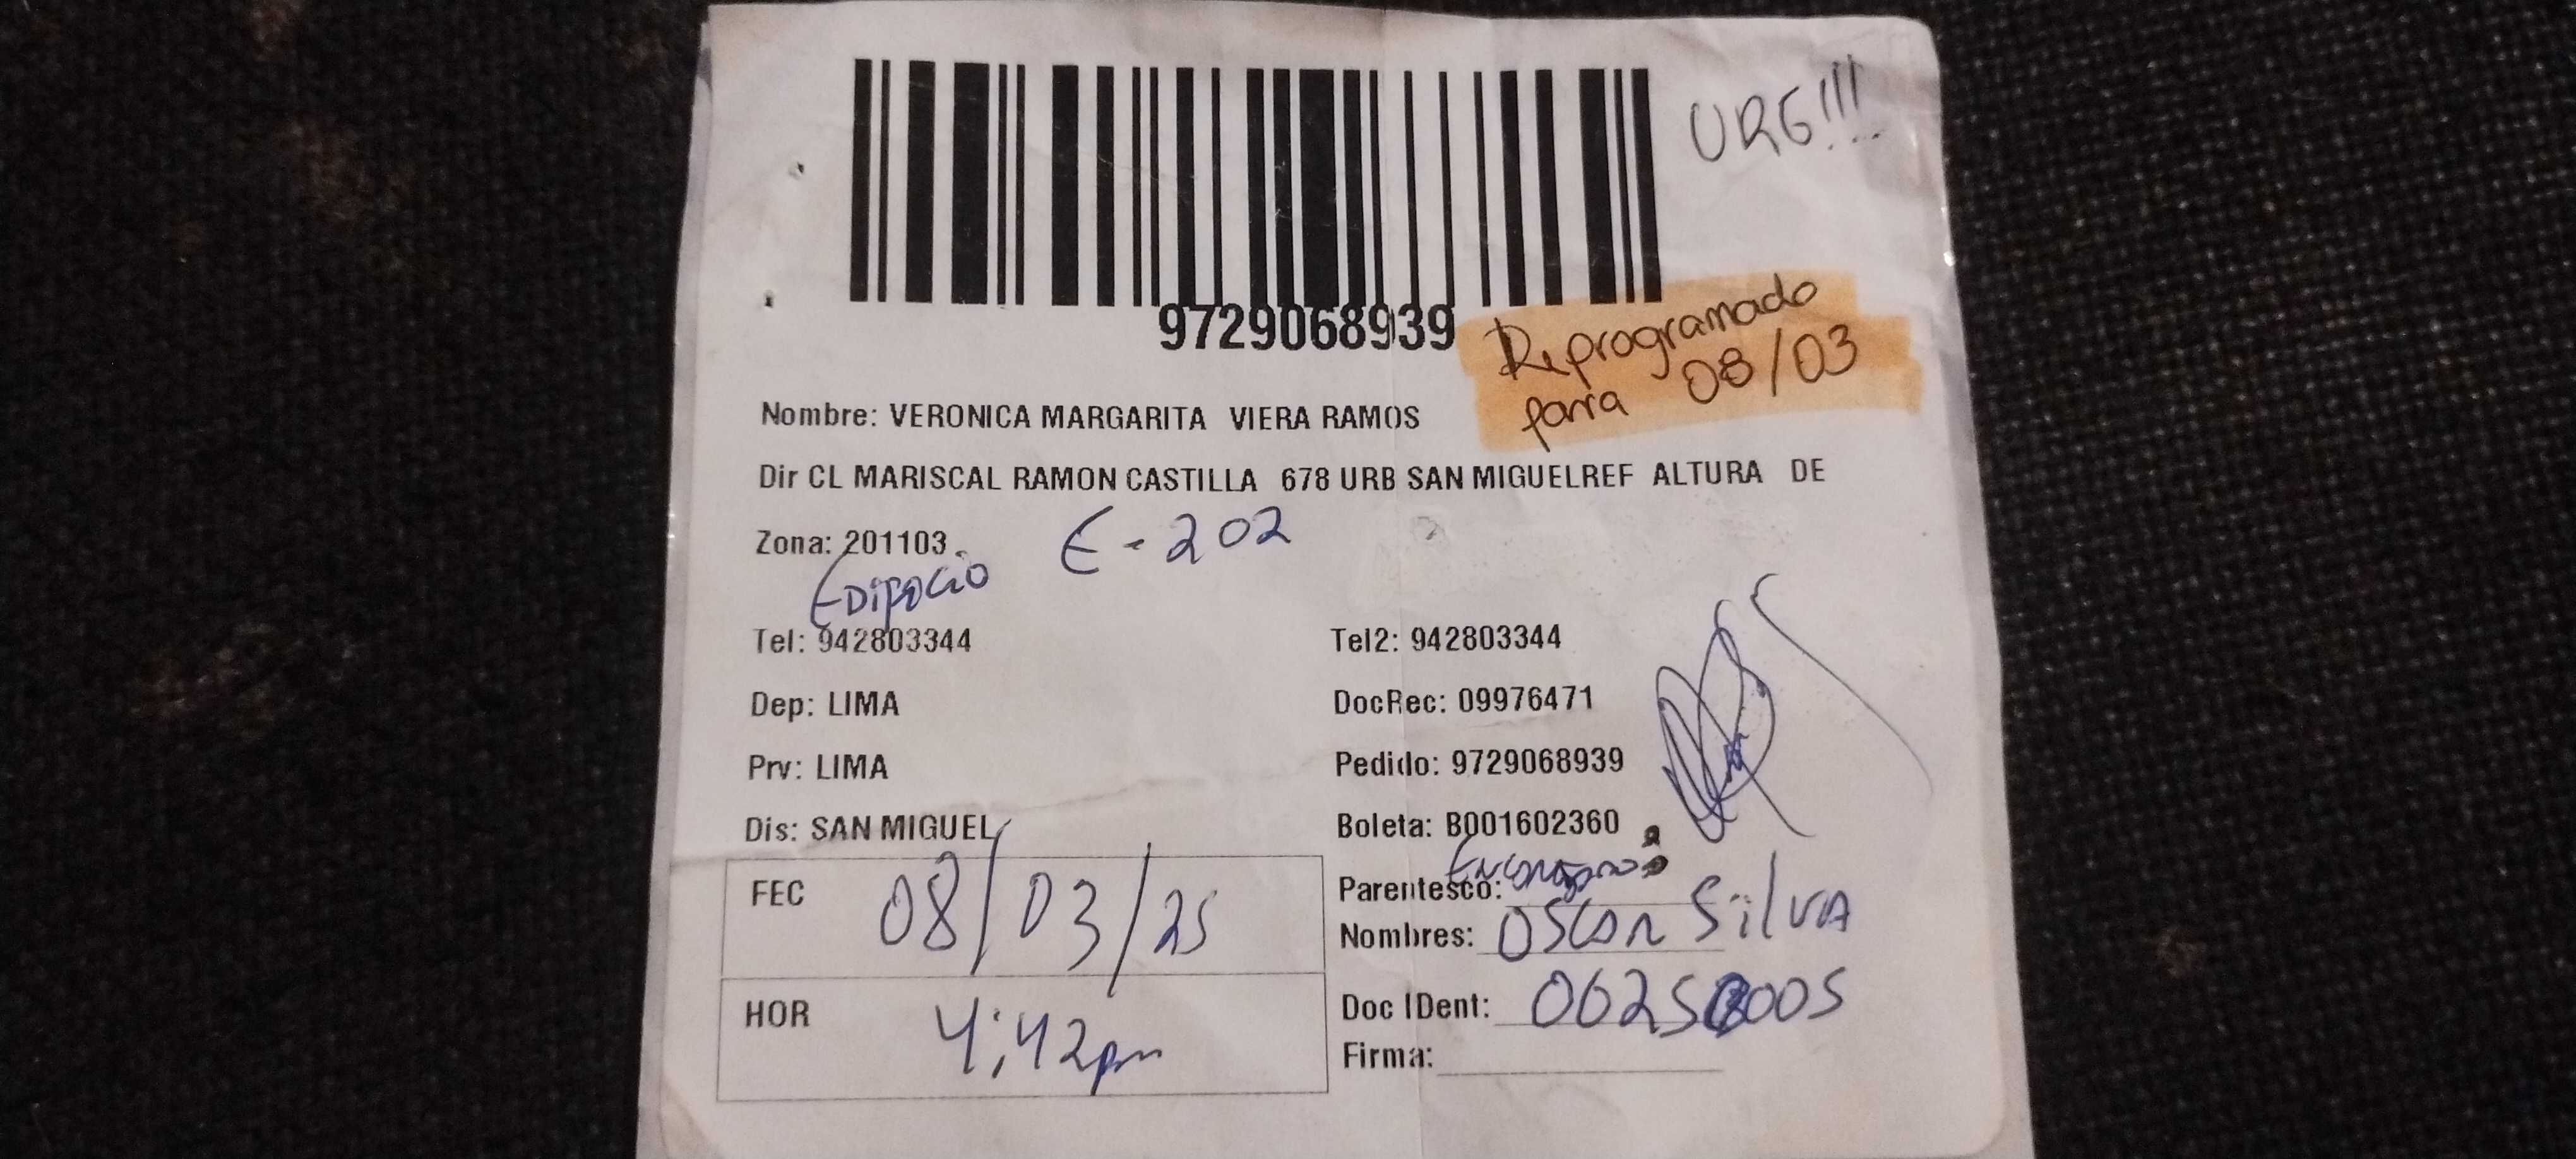 URG!!!
9729068939
Reprogramado
para 08/03
Nombre: VERONICA MARGARITA VIERA RAMOS
Dir CL MARISCAL RAMON CASTILLA 678 URB SAN MIGUELREF ALTURA DE
Zona: 201103 E-202
Edificio
Tel: 942803344 Tel2: 942803344
Dep: LIMA DocRec: 09976471
Prv: LIMA Pedido: 9729068939
Dis: SAN MIGUEL Boleta: B001602360
FEC 08/03/25
Parentesco:
Nombres: OSCAR SilVA
HOR 4:42pm
Doc IDent:
Firma: